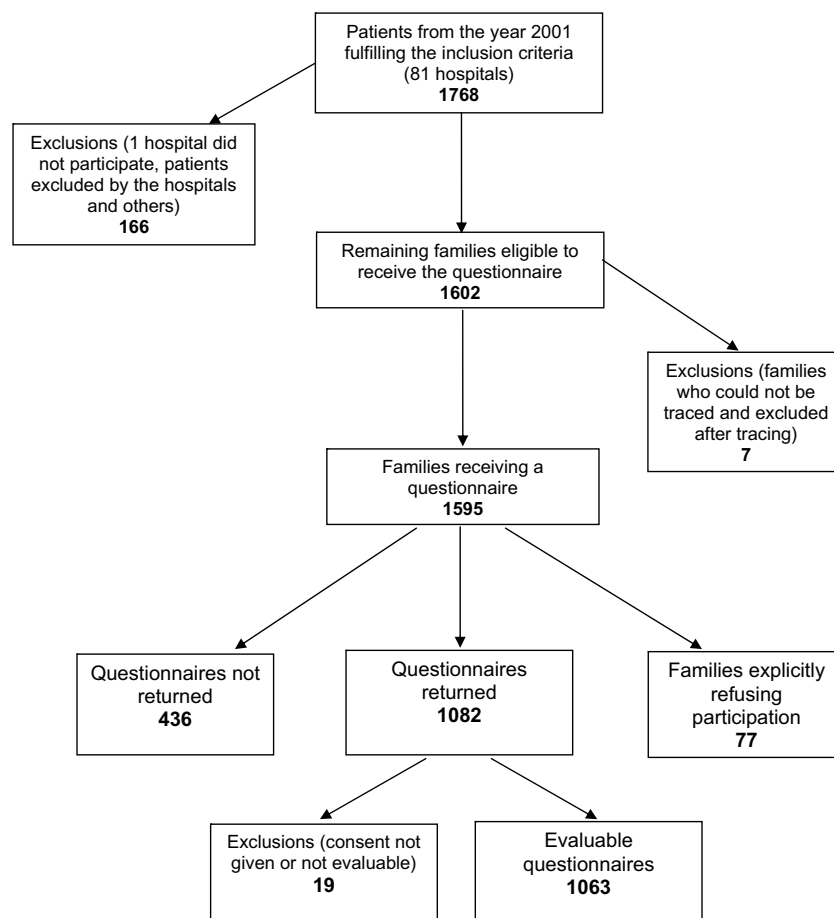 Patients from the year 2001
fulfilling the inclusion criteria
(81 hospitals)
1768
Exclusions (1 hospital did
not participate, patients
excluded by the hospitals
and others)
166
Remaining families eligible to
receive the questionnaire
1602
Exclusions (families
who could not be
traced and excluded
after tracing)
7
Families receiving a
questionnaire
1595
Questionnaires not
returned
436
Questionnaires
returned
1082
Families explicitly
refusing
participation
77
Exclusions (consent not
given or not evaluable)
19
Evaluable
questionnaires
1063